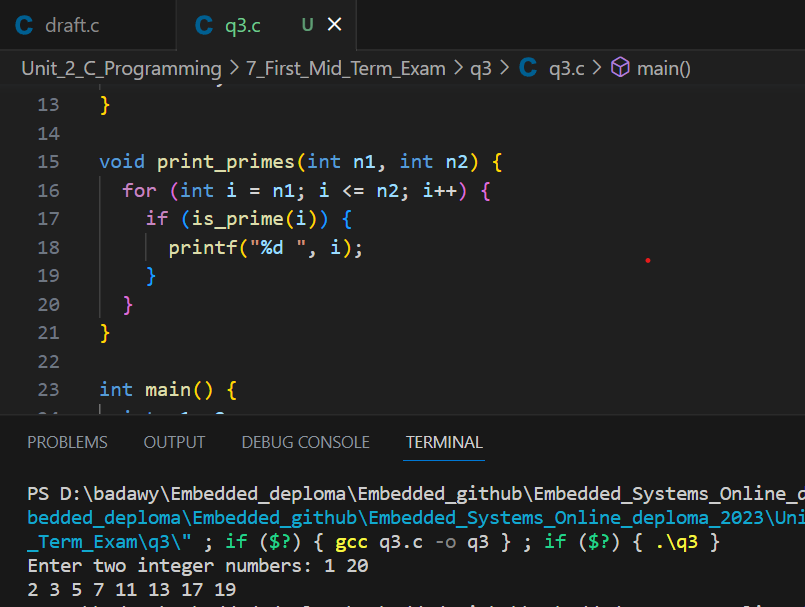 C draft.c
C q3.c U ×
Unit_2_C_Programming > 7_First_Mid_Term_Exam > q3 > C q3.c > main()
13 }
14
15 void print_primes(int n1, int n2) {
16 for (int i = n1; i <= n2; i++) {
17 if (is_prime(i)) {
18 printf("%d ", i);
19 }
20 }
21 }
22
23 int main() {
PROBLEMS OUTPUT DEBUG CONSOLE TERMINAL
PS D:\badawy\Embedded_deploma\Embedded_github\Embedded_Systems_Online_d
bedded_deploma\Embedded_github\Embedded_Systems_Online_deploma_2023\Uni
_Term_Exam\q3\" ; if ($?) { gcc q3.c -o q3 } ; if ($?) { .\q3 }
Enter two integer numbers: 1 20
2 3 5 7 11 13 17 19